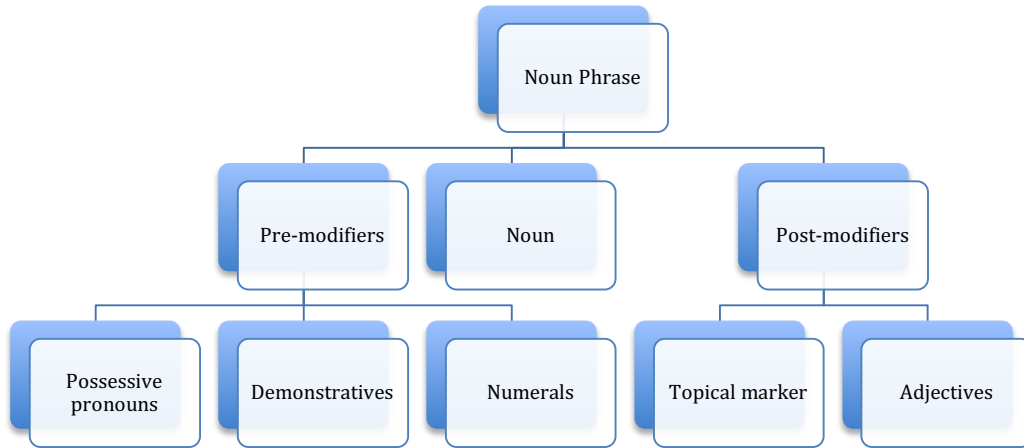 Noun Phrase
Pre-modifiers
Noun
Post-modifiers
Possessive
pronouns
Demonstratives
Numerals
Topical marker
Adjectives